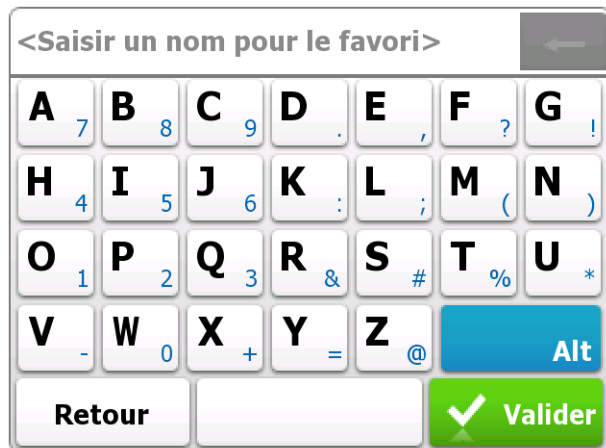 <Saisir un nom pour le favori>
A 7 B 8 C 9 D . E , F ? G !
H 4 I 5 J 6 K : L ; M ( N )
O 1 P 2 Q 3 R & S # T % U *
V - W 0 X + Y = Z @ Alt
Retour Valider